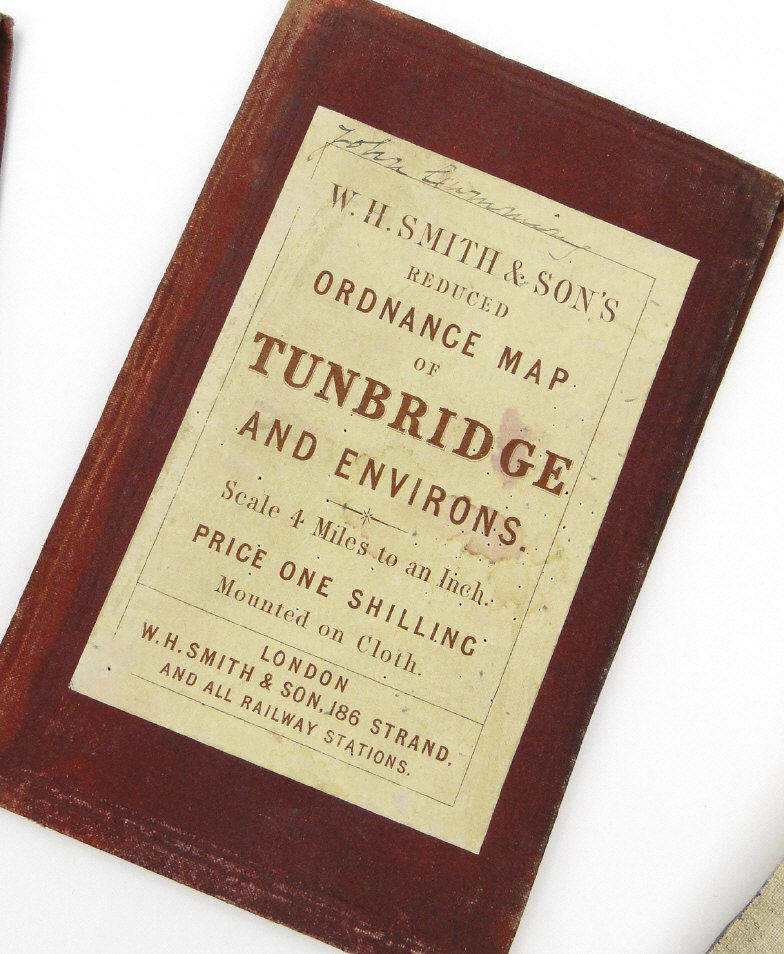 John Cumming
W. H. SMITH & SON'S
REDUCED
ORDNANCE MAP
OF
TUNBRIDGE
AND ENVIRONS.
Scale 4 Miles to an Inch.
PRICE ONE SHILLING
Mounted on Cloth.
LONDON
W. H. SMITH & SON, 186 STRAND,
AND ALL RAILWAY STATIONS.